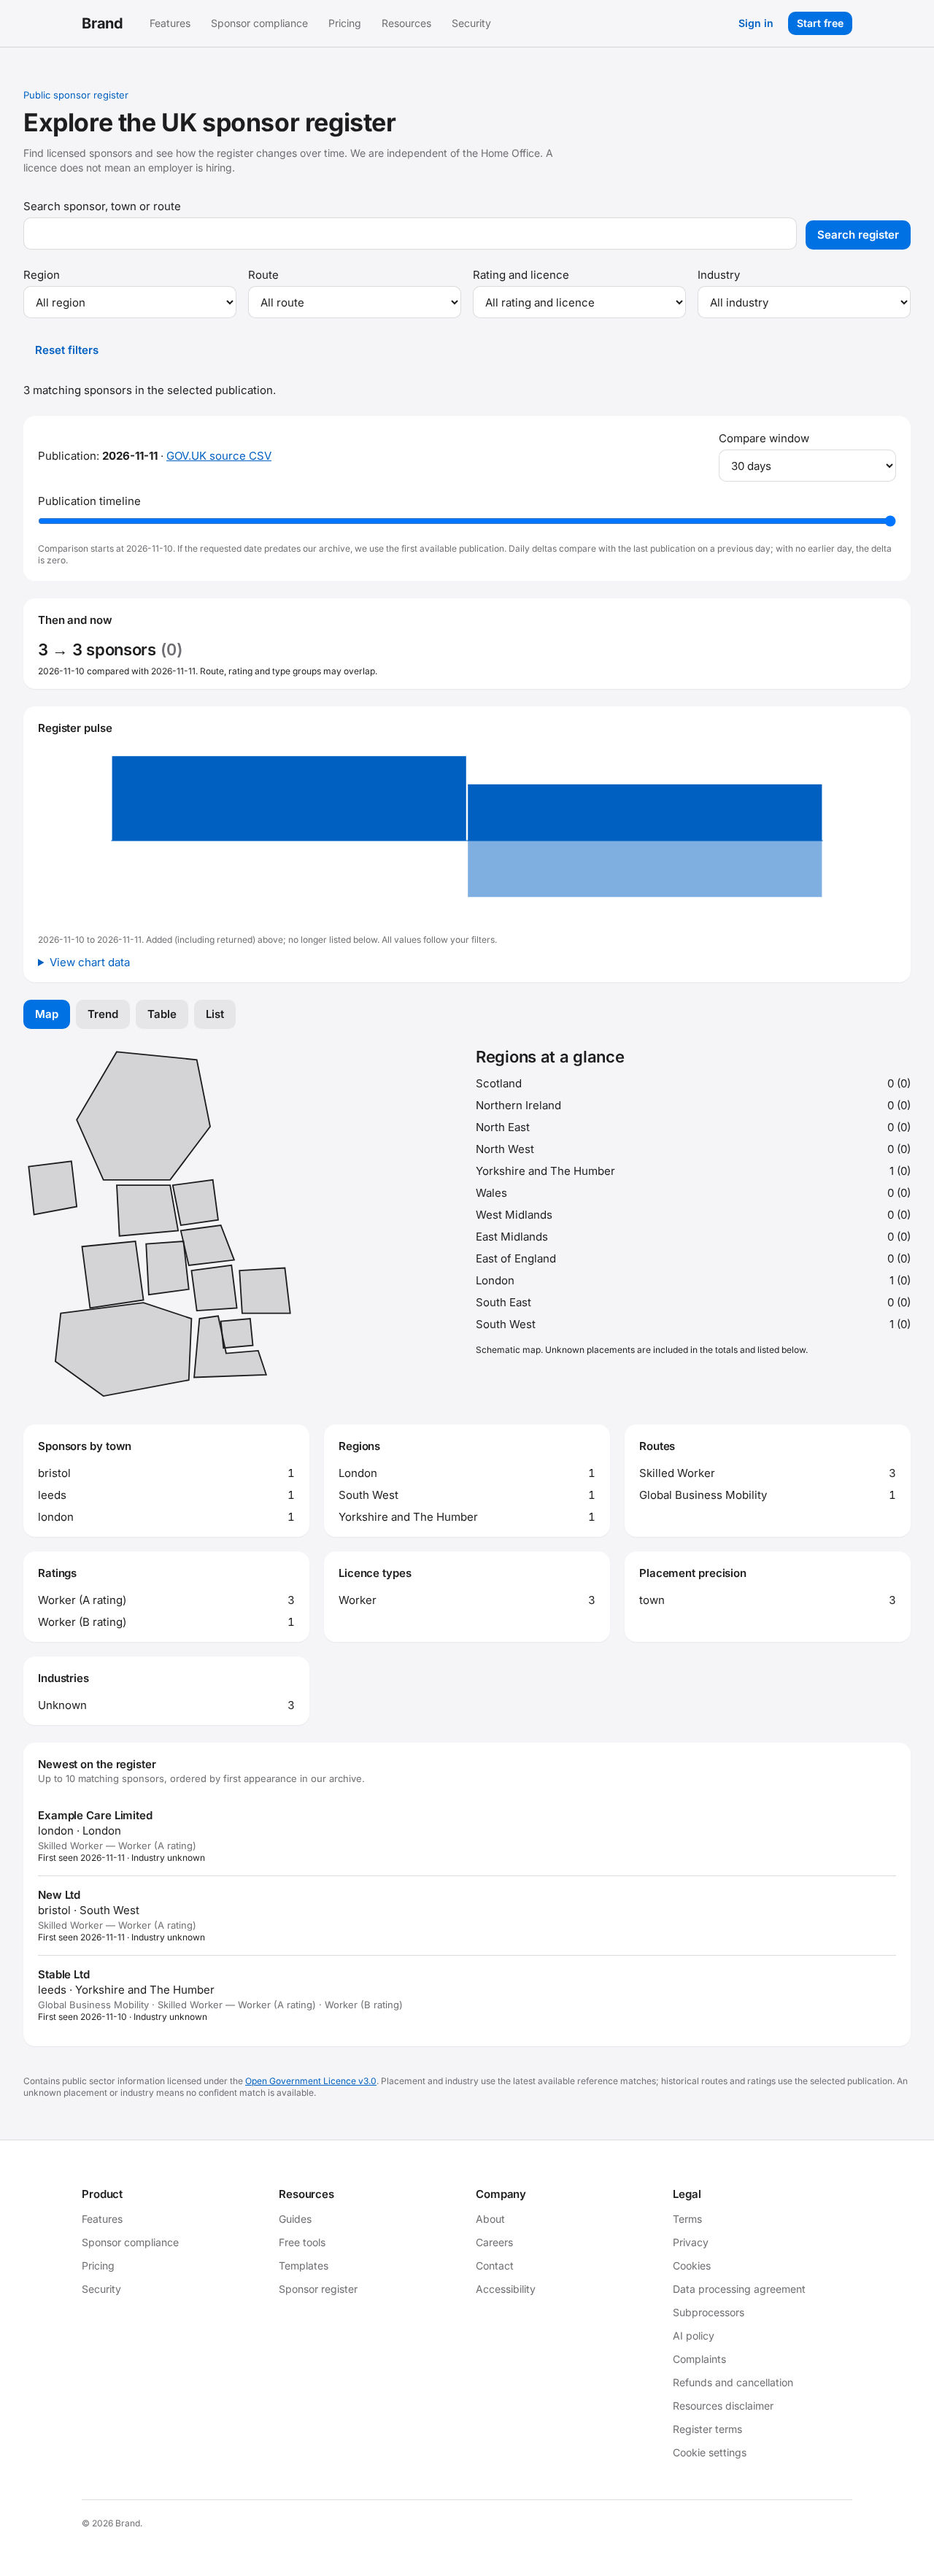 Brand
Features
Sponsor compliance
Pricing
Resources
Security
Sign in
Start free
Public sponsor register
Explore the UK sponsor register
Find licensed sponsors and see how the register changes over time. We are independent of the Home Office. A
licence does not mean an employer is hiring.
Search sponsor, town or route
Search register
Region
Route
Rating and licence
Industry
All region
All route
All rating and licence
All industry
Reset filters
3 matching sponsors in the selected publication.
Publication: 2026-11-11 · GOV.UK source CSV
Compare window
30 days
Publication timeline
Comparison starts at 2026-11-10. If the requested date predates our archive, we use the first available publication. Daily deltas compare with the last publication on a previous day; with no earlier day, the delta
is zero.
Then and now
3 → 3 sponsors (0)
2026-11-10 compared with 2026-11-11. Route, rating and type groups may overlap.
Register pulse
2026-11-10 to 2026-11-11. Added (including returned) above; no longer listed below. All values follow your filters.
View chart data
Map
Trend
Table
List
Regions at a glance
Scotland 0 (0)
Northern Ireland 0 (0)
North East 0 (0)
North West 0 (0)
Yorkshire and The Humber 1 (0)
Wales 0 (0)
West Midlands 0 (0)
East Midlands 0 (0)
East of England 0 (0)
London 1 (0)
South East 0 (0)
South West 1 (0)
Schematic map. Unknown placements are included in the totals and listed below.
Sponsors by town
bristol 1
leeds 1
london 1
Regions
London 1
South West 1
Yorkshire and The Humber 1
Routes
Skilled Worker 3
Global Business Mobility 1
Ratings
Worker (A rating) 3
Worker (B rating) 1
Licence types
Worker 3
Placement precision
town 3
Industries
Unknown 3
Newest on the register
Up to 10 matching sponsors, ordered by first appearance in our archive.
Example Care Limited
london · London
Skilled Worker — Worker (A rating)
First seen 2026-11-11 · Industry unknown
New Ltd
bristol · South West
Skilled Worker — Worker (A rating)
First seen 2026-11-11 · Industry unknown
Stable Ltd
leeds · Yorkshire and The Humber
Global Business Mobility · Skilled Worker — Worker (A rating) · Worker (B rating)
First seen 2026-11-10 · Industry unknown
Contains public sector information licensed under the Open Government Licence v3.0. Placement and industry use the latest available reference matches; historical routes and ratings use the selected publication. An
unknown placement or industry means no confident match is available.
Product
Features
Sponsor compliance
Pricing
Security
Resources
Guides
Free tools
Templates
Sponsor register
Company
About
Careers
Contact
Accessibility
Legal
Terms
Privacy
Cookies
Data processing agreement
Subprocessors
AI policy
Complaints
Refunds and cancellation
Resources disclaimer
Register terms
Cookie settings
© 2026 Brand.